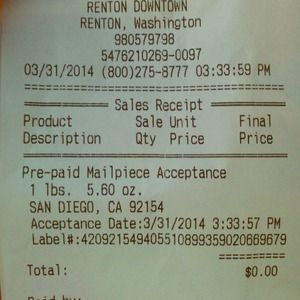 RENTON DOWNTOWN
RENTON, Washington
980579798
5476210269-0097
03/31/2014 (800)275-8777 03:33:59 PM
Sales Receipt
Product Sale Unit Final
Description Qty Price Price
Pre-paid Mailpiece Acceptance
1 lbs. 5.60 oz.
SAN DIEGO, CA 92154
Acceptance Date:3/31/2014 3:33:57 PM
Label#:420921549405510899359020669679
Total: $0.00
Paid by: